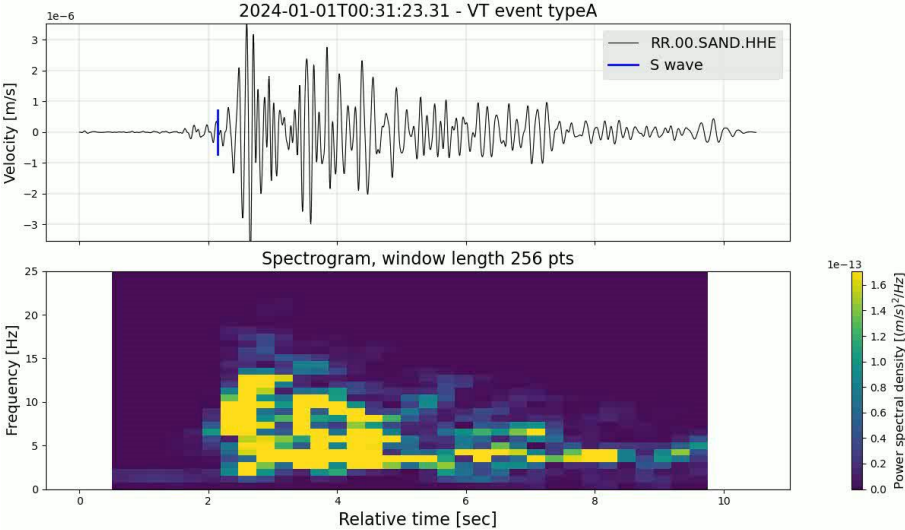 2024-01-01T00:31:23.31 - VT event typeA
1e−6
3
2
1
0
−1
−2
−3
Velocity [m/s]
RR.00.SAND.HHE
S wave
Spectrogram, window length 256 pts
25
20
15
10
5
0
Frequency [Hz]
0
2
4
6
8
10
Relative time [sec]
1e−13
1.6
1.4
1.2
1.0
0.8
0.6
0.4
0.2
0.0
Power spectral density [(m/s)²/Hz]